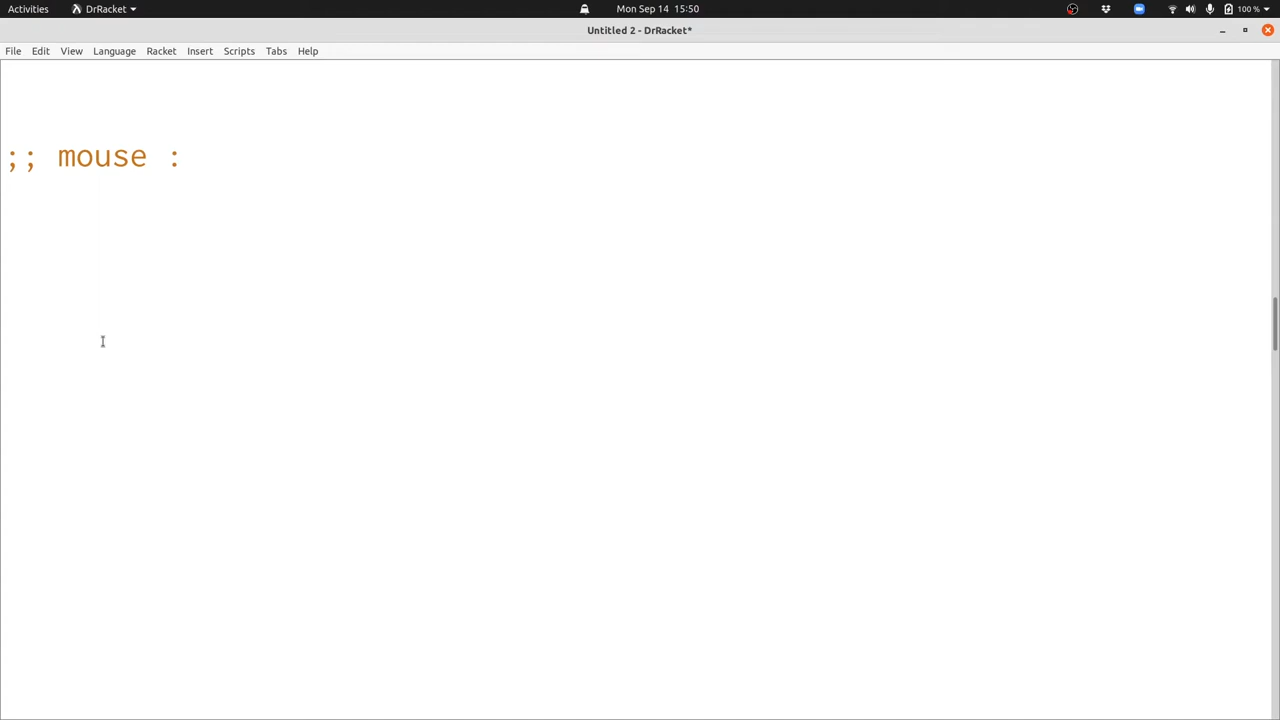 Activities DrRacket Mon Sep 14 15:50 100 %
Untitled 2 - DrRacket*
File Edit View Language Racket Insert Scripts Tabs Help
;; mouse :